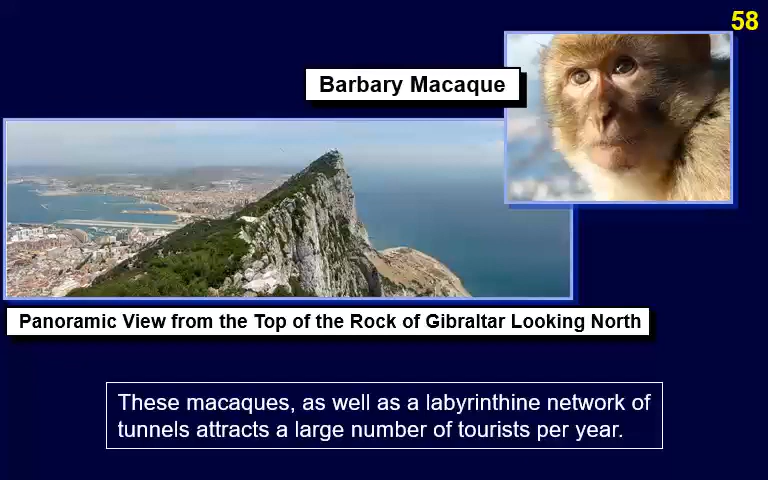 58
Barbary Macaque
Panoramic View from the Top of the Rock of Gibraltar Looking North
These macaques, as well as a labyrinthine network of
tunnels attracts a large number of tourists per year.